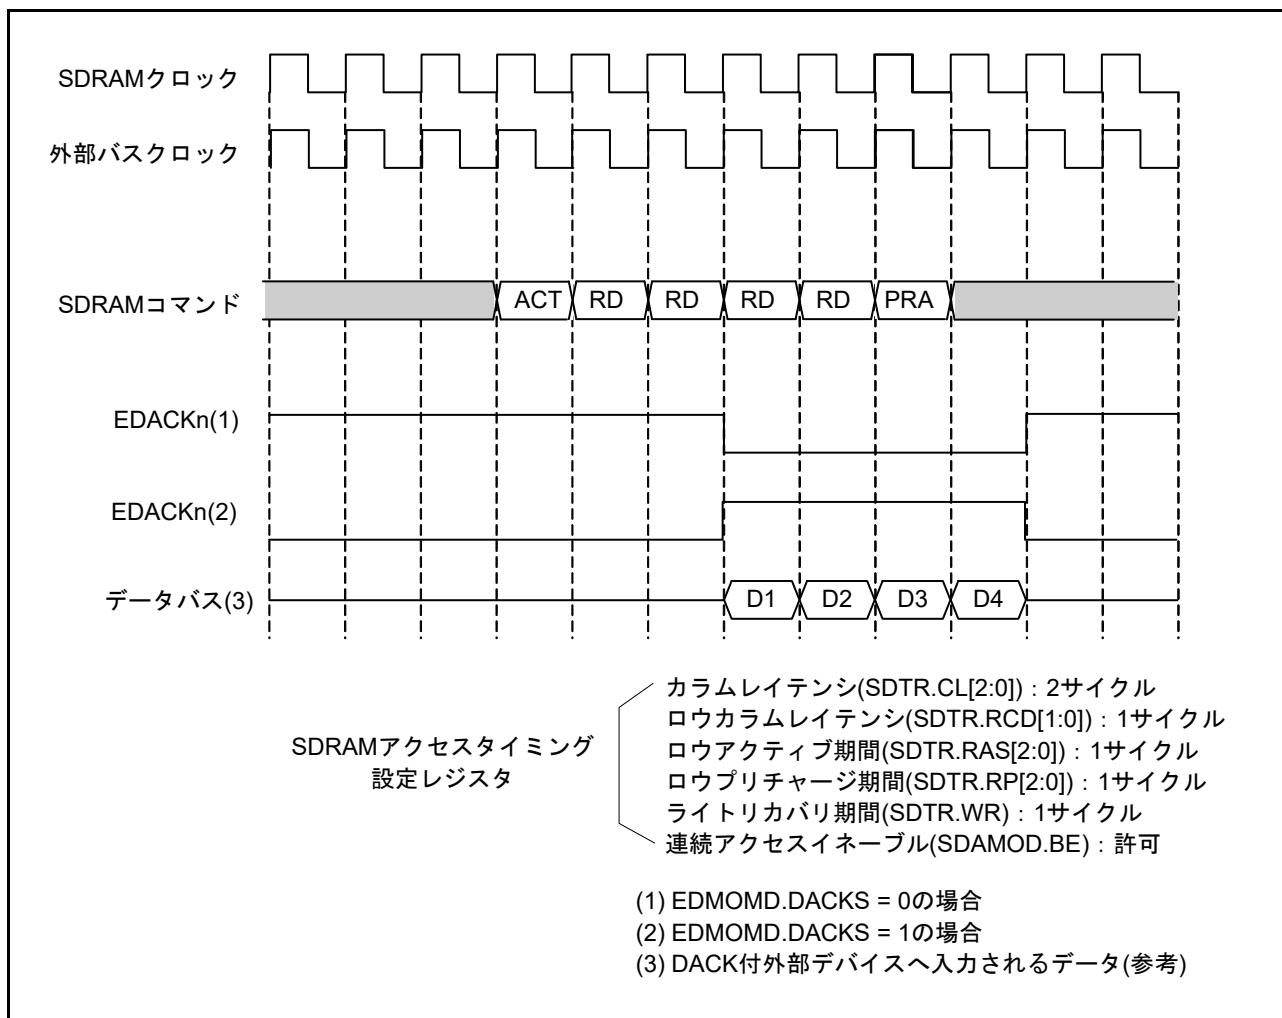 SDRAMクロック
外部バスクロック
SDRAMコマンド
ACT RD RD RD RD PRA
EDACKn(1)
EDACKn(2)
データバス(3)
D1 D2 D3 D4
SDRAMアクセスタイミング
設定レジスタ
カラムレイテンシ(SDTR.CL[2:0]) : 2サイクル
ロウカラムレイテンシ(SDTR.RCD[1:0]) : 1サイクル
ロウアクティブ期間(SDTR.RAS[2:0]) : 1サイクル
ロウプリチャージ期間(SDTR.RP[2:0]) : 1サイクル
ライトリカバリ期間(SDTR.WR) : 1サイクル
連続アクセスイネーブル(SDAMOD.BE) : 許可
(1) EDMOMD.DACKS = 0の場合
(2) EDMOMD.DACKS = 1の場合
(3) DACK付外部デバイスへ入力されるデータ(参考)